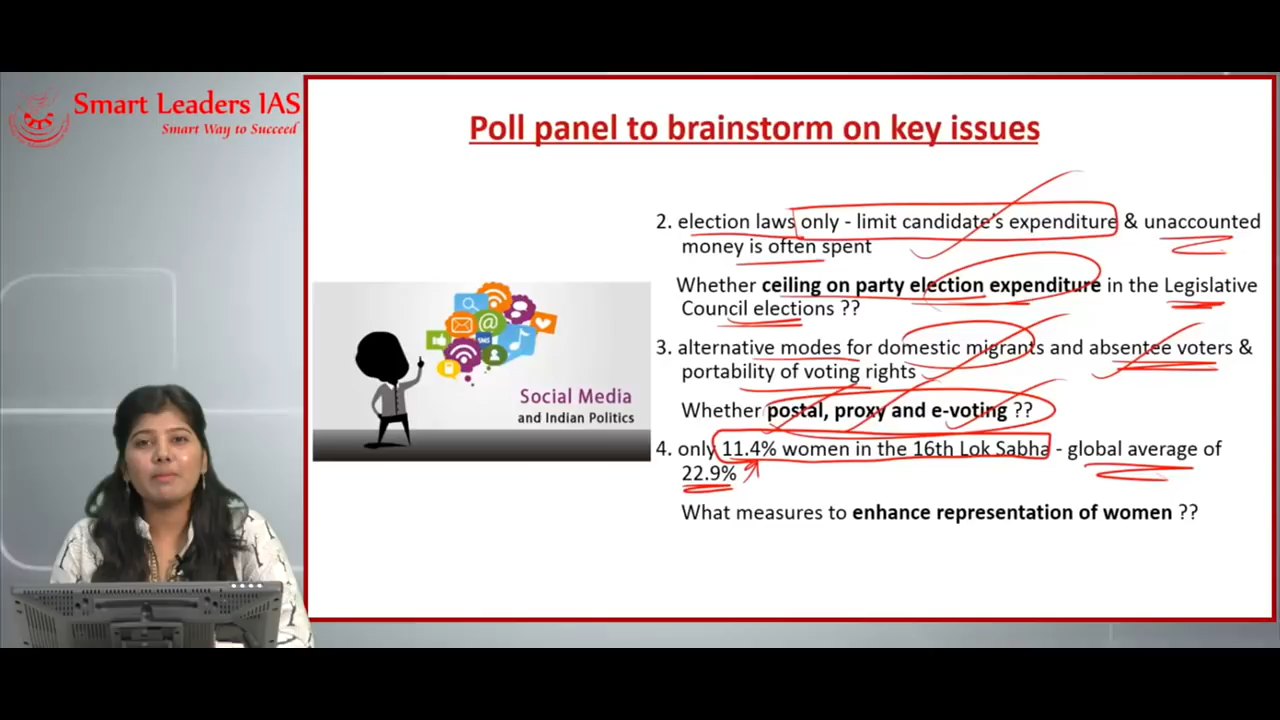 Smart Leaders IAS
Smart Way to Succeed
Poll panel to brainstorm on key issues
2. election laws only - limit candidate's expenditure & unaccounted
money is often spent
Whether ceiling on party election expenditure in the Legislative
Council elections ??
3. alternative modes for domestic migrants and absentee voters &
portability of voting rights
Whether postal, proxy and e-voting ??
4. only 11.4% women in the 16th Lok Sabha - global average of
22.9%
What measures to enhance representation of women ??
@
SMS
Social Media
and Indian Politics